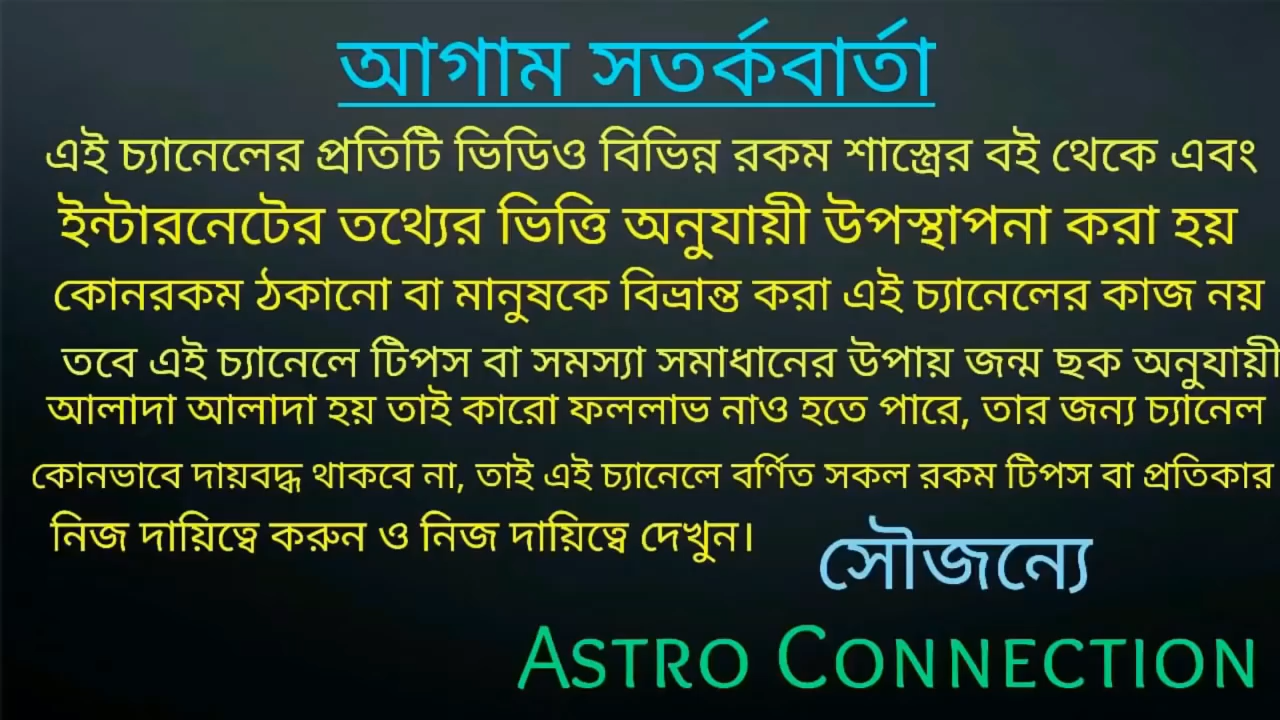 আগাম সতর্কবার্তা
এই চ্যানেলের প্রতিটি ভিডিও বিভিন্ন রকম শাস্ত্রের বই থেকে এবং
ইন্টারনেটের তথ্যের ভিত্তি অনুযায়ী উপস্থাপনা করা হয়
কোনরকম ঠকানো বা মানুষকে বিভ্রান্ত করা এই চ্যানেলের কাজ নয়
তবে এই চ্যানেলে টিপস বা সমস্যা সমাধানের উপায় জন্ম ছক অনুযায়ী
আলাদা আলাদা হয় তাই কারো ফললাভ নাও হতে পারে, তার জন্য চ্যানেল
কোনভাবে দায়বদ্ধ থাকবে না, তাই এই চ্যানেলে বর্ণিত সকল রকম টিপস বা প্রতিকার
নিজ দায়িত্বে করুন ও নিজ দায়িত্বে দেখুন।
সৌজন্যে
ASTRO CONNECTION